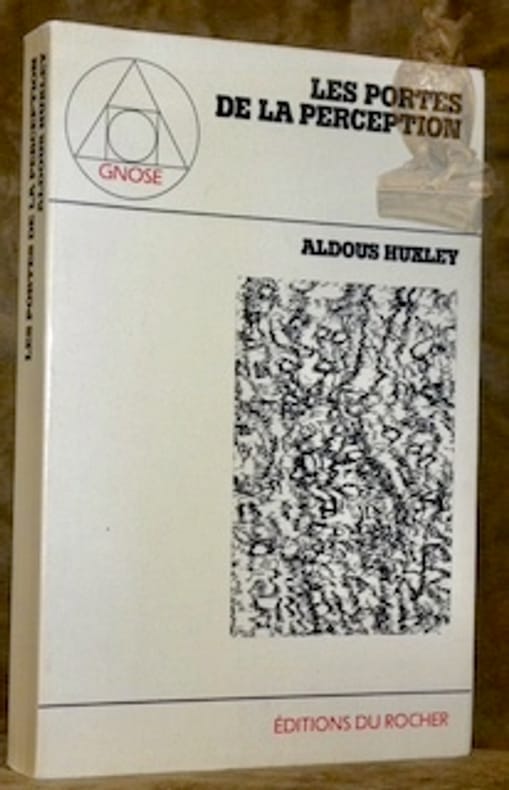 LES PORTES
DE LA PERCEPTION
GNOSE
ALDOUS HUXLEY
ÉDITIONS DU ROCHER
LES PORTES DE LA PERCEPTION
ALDOUS HUXLEY